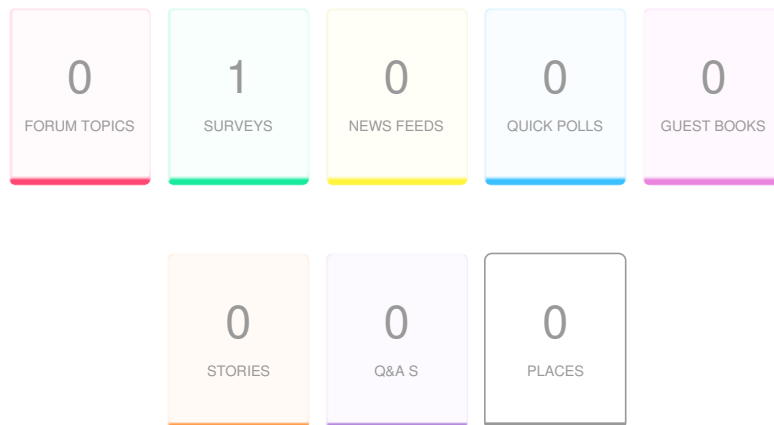 0 1 0 0 0
FORUM TOPICS SURVEYS NEWS FEEDS QUICK POLLS GUEST BOOKS
0 0 0
STORIES Q&A S PLACES